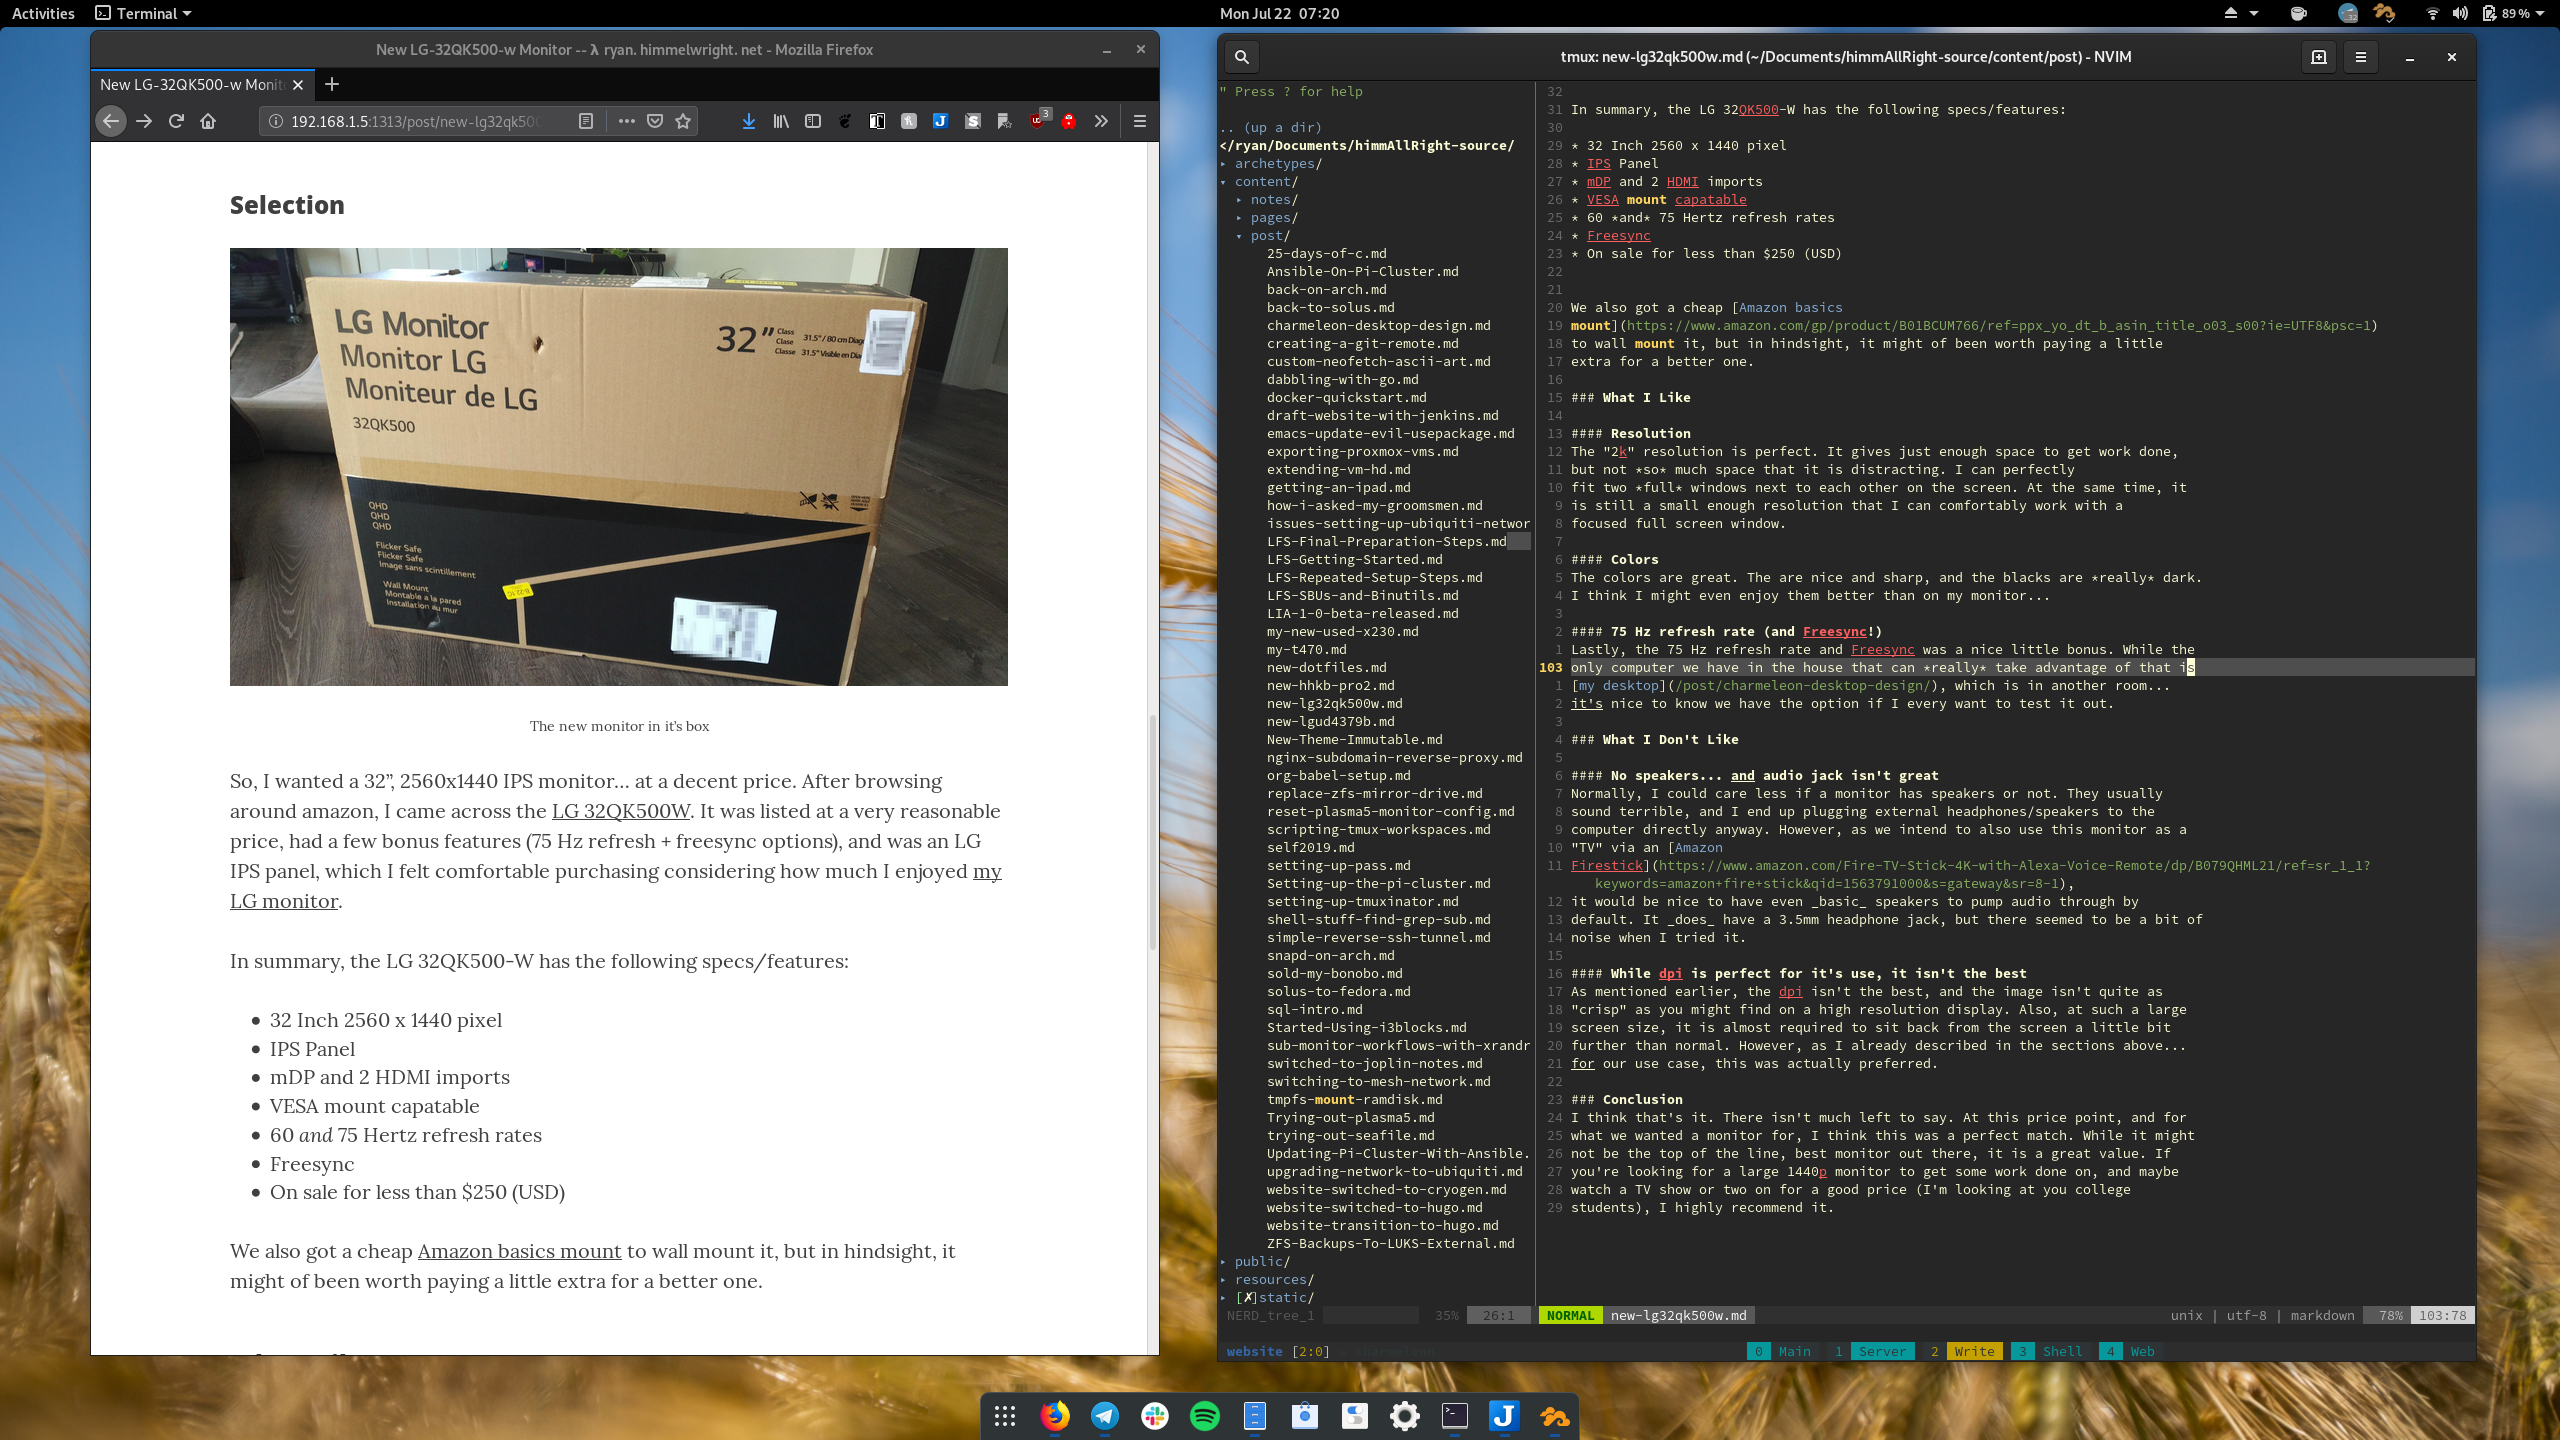 Activities
Terminal
Mon Jul 22 07:20
32
89 %
New LG-32QK500-w Monitor -- λ ryan. himmelwright. net - Mozilla Firefox
New LG-32QK500-w Monito
192.168.1.5:1313/post/new-lg32qk500
3
Selection
LG Monitor
Monitor LG
Moniteur de LG
32QK500
32"
Class
Clase
Classe
31.5" / 80 cm Diag
31.5" Visible en Dia
QHD
QHD
QHD
Flicker Safe
Flicker Safe
Image sans scintillement
Wall Mount
Montable a la pared
Installation au mur
The new monitor in it’s box
So, I wanted a 32”, 2560x1440 IPS monitor… at a decent price. After browsing
around amazon, I came across the LG 32QK500W. It was listed at a very reasonable
price, had a few bonus features (75 Hz refresh + freesync options), and was an LG
IPS panel, which I felt comfortable purchasing considering how much I enjoyed my
LG monitor.
In summary, the LG 32QK500-W has the following specs/features:
• 32 Inch 2560 x 1440 pixel
• IPS Panel
• mDP and 2 HDMI imports
• VESA mount capatable
• 60 and 75 Hertz refresh rates
• Freesync
• On sale for less than $250 (USD)
We also got a cheap Amazon basics mount to wall mount it, but in hindsight, it
might of been worth paying a little extra for a better one.
tmux: new-lg32qk500w.md (~/Documents/himmAllRight-source/content/post) - NVIM
" Press ? for help
.. (up a dir)
</ryan/Documents/himmAllRight-source/
▸ archetypes/
▾ content/
▸ notes/
▸ pages/
▾ post/
25-days-of-c.md
Ansible-On-Pi-Cluster.md
back-on-arch.md
back-to-solus.md
charmeleon-desktop-design.md
creating-a-git-remote.md
custom-neofetch-ascii-art.md
dabbling-with-go.md
docker-quickstart.md
draft-website-with-jenkins.md
emacs-update-evil-usepackage.md
exporting-proxmox-vms.md
extending-vm-hd.md
getting-an-ipad.md
how-i-asked-my-groomsmen.md
issues-setting-up-ubiquiti-networ
LFS-Final-Preparation-Steps.md
LFS-Getting-Started.md
LFS-Repeated-Setup-Steps.md
LFS-SBUs-and-Binutils.md
LIA-1-0-beta-released.md
my-new-used-x230.md
my-t470.md
new-dotfiles.md
new-hhkb-pro2.md
new-lg32qk500w.md
new-lgud4379b.md
New-Theme-Immutable.md
nginx-subdomain-reverse-proxy.md
org-babel-setup.md
replace-zfs-mirror-drive.md
reset-plasma5-monitor-config.md
scripting-tmux-workspaces.md
self2019.md
setting-up-pass.md
Setting-up-the-pi-cluster.md
setting-up-tmuxinator.md
shell-stuff-find-grep-sub.md
simple-reverse-ssh-tunnel.md
snapd-on-arch.md
sold-my-bonobo.md
solus-to-fedora.md
sql-intro.md
Started-Using-i3blocks.md
sub-monitor-workflows-with-xrandr
switched-to-joplin-notes.md
switching-to-mesh-network.md
tmpfs-mount-ramdisk.md
Trying-out-plasma5.md
trying-out-seafile.md
Updating-Pi-Cluster-With-Ansible.
upgrading-network-to-ubiquiti.md
website-switched-to-cryogen.md
website-switched-to-hugo.md
website-transition-to-hugo.md
ZFS-Backups-To-LUKS-External.md
▸ public/
▸ resources/
▸ [✗]static/
NERD_tree_1 35% 26:1
32
31 In summary, the LG 32QK500-W has the following specs/features:
30
29 * 32 Inch 2560 x 1440 pixel
28 * IPS Panel
27 * mDP and 2 HDMI imports
26 * VESA mount capatable
25 * 60 *and* 75 Hertz refresh rates
24 * Freesync
23 * On sale for less than $250 (USD)
22
21
20 We also got a cheap [Amazon basics
19 mount](https://www.amazon.com/gp/product/B01BCUM766/ref=ppx_yo_dt_b_asin_title_o03_s00?ie=UTF8&psc=1)
18 to wall mount it, but in hindsight, it might of been worth paying a little
17 extra for a better one.
16
15 ### What I Like
14
13 #### Resolution
12 The "2k" resolution is perfect. It gives just enough space to get work done,
11 but not *so* much space that it is distracting. I can perfectly
10 fit two *full* windows next to each other on the screen. At the same time, it
9 is still a small enough resolution that I can comfortably work with a
8 focused full screen window.
7
6 #### Colors
5 The colors are great. The are nice and sharp, and the blacks are *really* dark.
4 I think I might even enjoy them better than on my monitor...
3
2 #### 75 Hz refresh rate (and Freesync!)
1 Lastly, the 75 Hz refresh rate and Freesync was a nice little bonus. While the
103 only computer we have in the house that can *really* take advantage of that is
1 [my desktop](/post/charmeleon-desktop-design/), which is in another room...
2 it's nice to know we have the option if I every want to test it out.
3
4 ### What I Don't Like
5
6 #### No speakers... and audio jack isn't great
7 Normally, I could care less if a monitor has speakers or not. They usually
8 sound terrible, and I end up plugging external headphones/speakers to the
9 computer directly anyway. However, as we intend to also use this monitor as a
10 "TV" via an [Amazon
11 Firestick](https://www.amazon.com/Fire-TV-Stick-4K-with-Alexa-Voice-Remote/dp/B079QHML21/ref=sr_1_1?
keywords=amazon+fire+stick&qid=1563791000&s=gateway&sr=8-1),
12 it would be nice to have even _basic_ speakers to pump audio through by
13 default. It _does_ have a 3.5mm headphone jack, but there seemed to be a bit of
14 noise when I tried it.
15
16 #### While dpi is perfect for it's use, it isn't the best
17 As mentioned earlier, the dpi isn't the best, and the image isn't quite as
18 "crisp" as you might find on a high resolution display. Also, at such a large
19 screen size, it is almost required to sit back from the screen a little bit
20 further than normal. However, as I already described in the sections above...
21 for our use case, this was actually preferred.
22
23 ### Conclusion
24 I think that's it. There isn't much left to say. At this price point, and for
25 what we wanted a monitor for, I think this was a perfect match. While it might
26 not be the top of the line, best monitor out there, it is a great value. If
27 you're looking for a large 1440p monitor to get some work done on, and maybe
28 watch a TV show or two on for a good price (I'm looking at you college
29 students), I highly recommend it.
NORMAL new-lg32qk500w.md unix | utf-8 | markdown 78% 103:78
website [2:0] 0 Main 1 Server 2 Write 3 Shell 4 Web